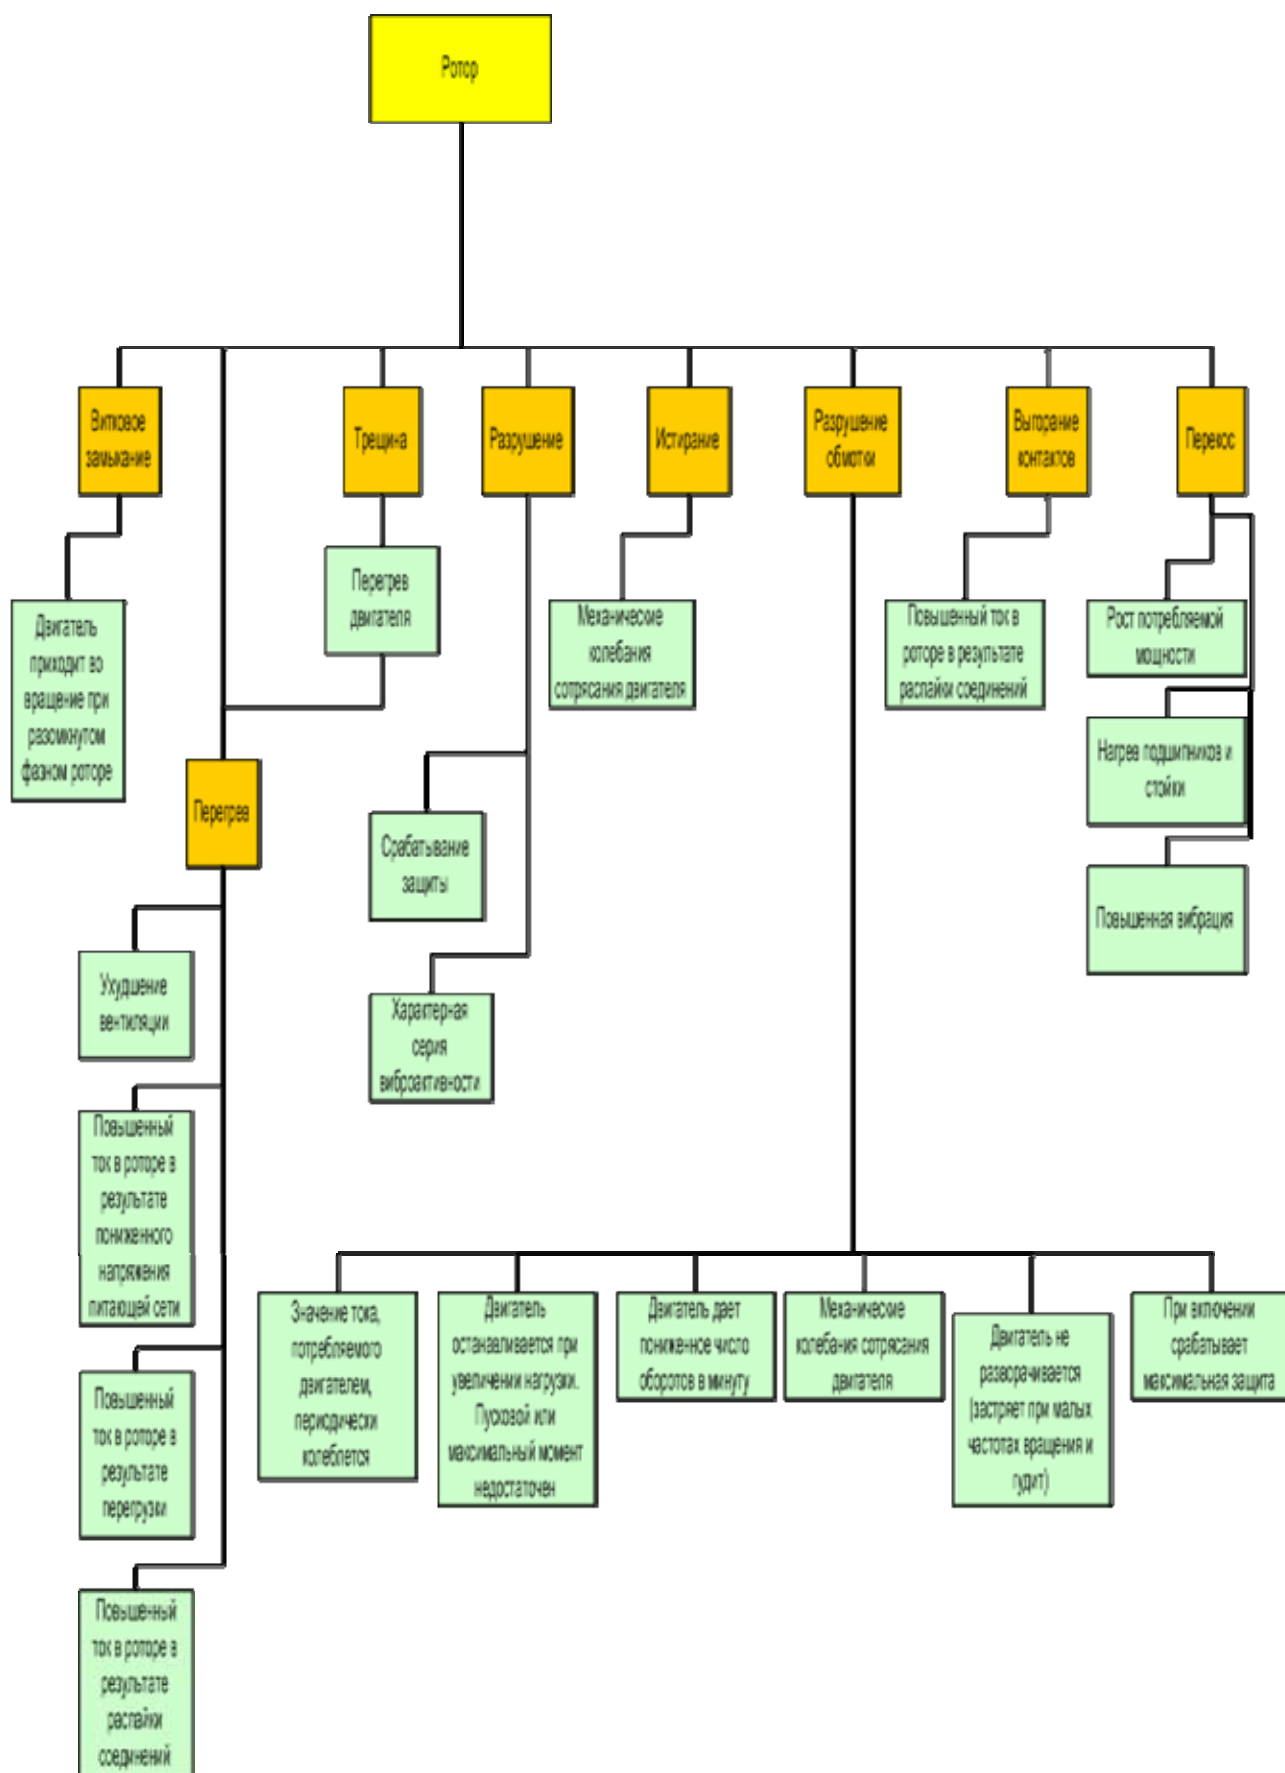 Ротор
Витковое
замыкание
Трещина
Разрушение
Истирание
Разрушение
обмотки
Выгорание
контактов
Перекос
Двигатель
приходит во
вращение при
разомкнутом
фазном роторе
Перегрев
двигателя
Механические
колебания
сотрясания двигателя
Повышенный ток в
роторе в результате
распайки соединений
Рост потребляемой
мощности
Нагрев подшипников и
стойки
Повышенная вибрация
Перегрев
Срабатывание
защиты
Характерная
серия
виброактивности
Ухудшение
вентиляции
Повышенный
ток в роторе в
результате
пониженного
напряжения
питающей сети
Повышенный
ток в роторе в
результате
перегрузки
Повышенный
ток в роторе в
результате
распайки
соединений
Значение тока,
потребляемого
двигателем,
периодически
колеблется
Двигатель
останавливается при
увеличении нагрузки.
Пусковой или
максимальный момент
недостаточен
Двигатель дает
пониженное число
оборотов в минуту
Механические
колебания сотрясания
двигателя
Двигатель не
разворачивается
(застряет при малых
частотах вращения и
гудит)
При включении
срабатывает
максимальная защита